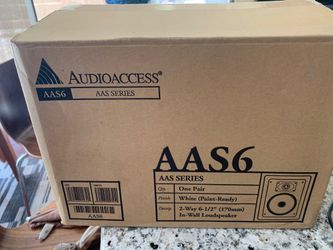 AUDIOACCESS®
AAS6
AAS SERIES
AAS6
AAS SERIES
Qty. One Pair
Finish White (Paint-Ready)
Descrip. 2-Way 6-1/2" (170mm)
In-Wall Loudspeaker
AAS6